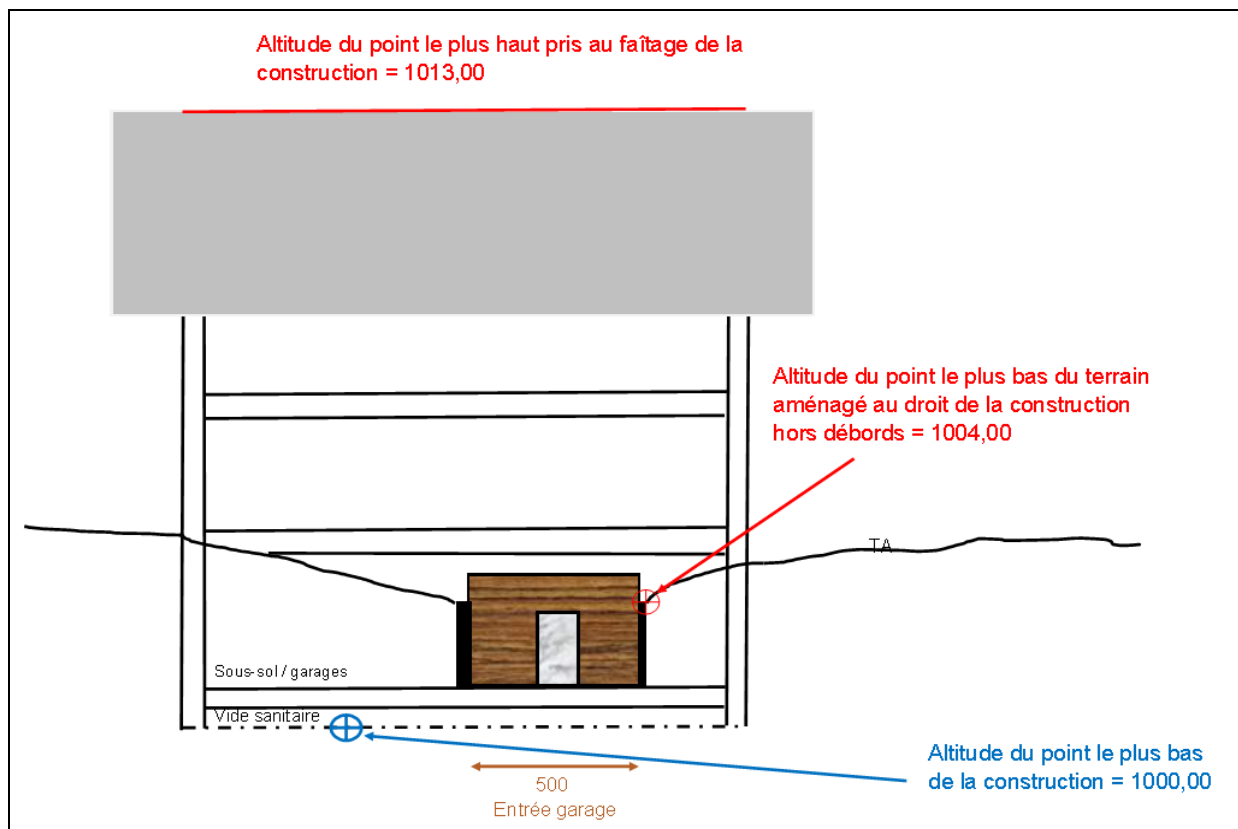 Altitude du point le plus haut pris au faîtage de la
construction = 1013,00
Altitude du point le plus bas du terrain
aménagé au droit de la construction
hors débords = 1004,00
TA
Sous-sol / garages
Vide sanitaire
500
Entrée garage
Altitude du point le plus bas
de la construction = 1000,00